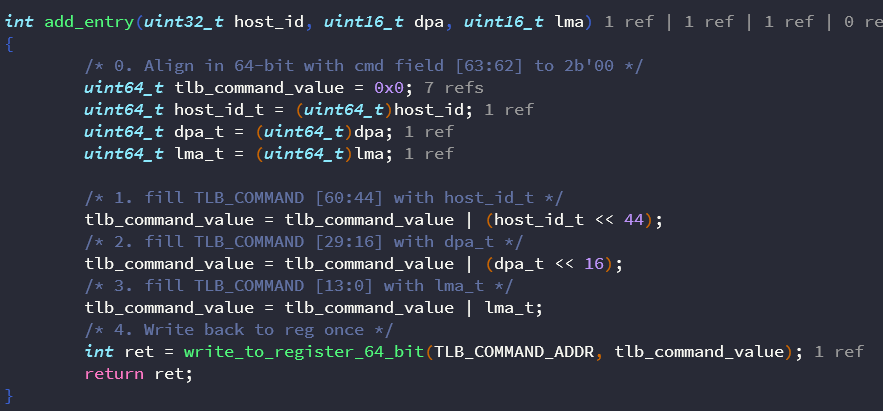 int add_entry(uint32_t host_id, uint16_t dpa, uint16_t lma) 1 ref | 1 ref | 1 ref | 0 re
{
/* 0. Align in 64-bit with cmd field [63:62] to 2b'00 */
uint64_t tlb_command_value = 0x0; 7 refs
uint64_t host_id_t = (uint64_t)host_id; 1 ref
uint64_t dpa_t = (uint64_t)dpa; 1 ref
uint64_t lma_t = (uint64_t)lma; 1 ref
/* 1. fill TLB_COMMAND [60:44] with host_id_t */
tlb_command_value = tlb_command_value | (host_id_t << 44);
/* 2. fill TLB_COMMAND [29:16] with dpa_t */
tlb_command_value = tlb_command_value | (dpa_t << 16);
/* 3. fill TLB_COMMAND [13:0] with lma_t */
tlb_command_value = tlb_command_value | lma_t;
/* 4. Write back to reg once */
int ret = write_to_register_64_bit(TLB_COMMAND_ADDR, tlb_command_value); 1 ref
return ret;
}